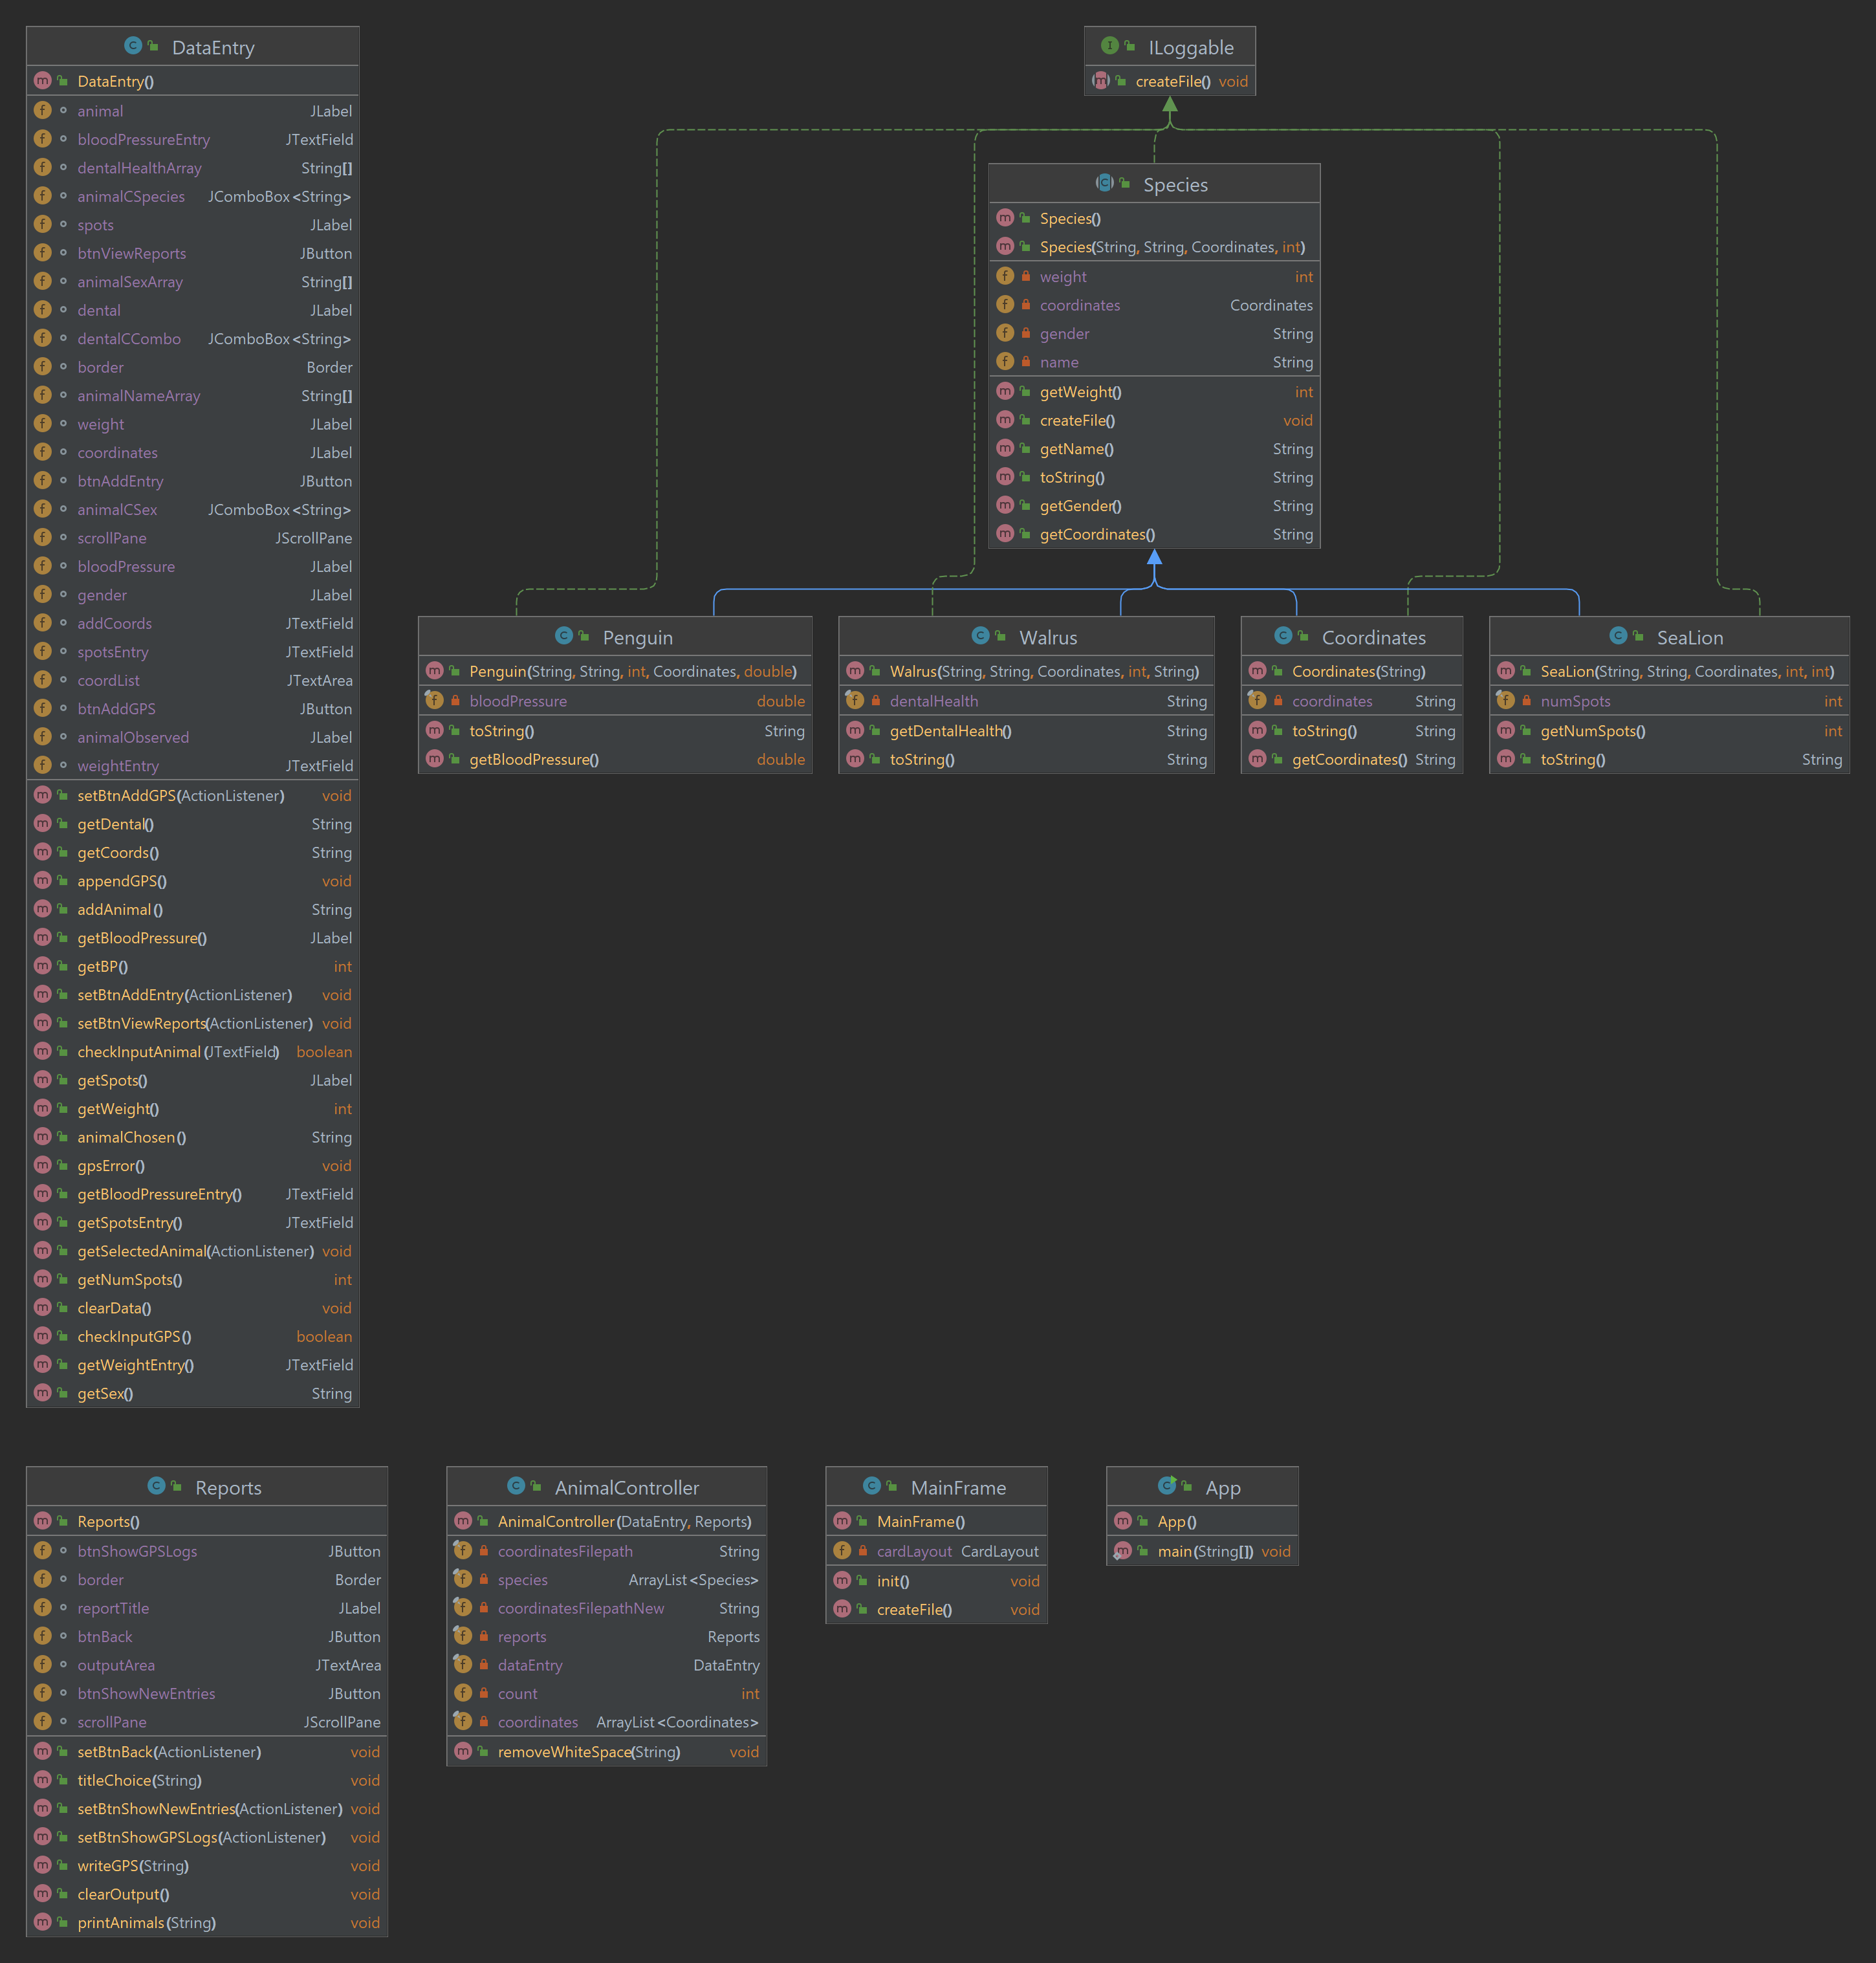 DataEntry
DataEntry()
animal JLabel
bloodPressureEntry JTextField
dentalHealthArray String[]
animalCSpecies JComboBox<String>
spots JLabel
btnViewReports JButton
animalSexArray String[]
dental JLabel
dentalCCombo JComboBox<String>
border Border
animalNameArray String[]
weight JLabel
coordinates JLabel
btnAddEntry JButton
animalCSex JComboBox<String>
scrollPane JScrollPane
bloodPressure JLabel
gender JLabel
addCoords JTextField
spotsEntry JTextField
coordList JTextArea
btnAddGPS JButton
animalObserved JLabel
weightEntry JTextField
setBtnAddGPS(ActionListener) void
getDental() String
getCoords() String
appendGPS() void
addAnimal() String
getBloodPressure() JLabel
getBP() int
setBtnAddEntry(ActionListener) void
setBtnViewReports(ActionListener) void
checkInputAnimal(JTextField) boolean
getSpots() JLabel
getWeight() int
animalChosen() String
gpsError() void
getBloodPressureEntry() JTextField
getSpotsEntry() JTextField
getSelectedAnimal(ActionListener) void
getNumSpots() int
clearData() void
checkInputGPS() boolean
getWeightEntry() JTextField
getSex() String
ILoggable
createFile() void
Species
Species()
Species(String, String, Coordinates, int)
weight int
coordinates Coordinates
gender String
name String
getWeight() int
createFile() void
getName() String
toString() String
getGender() String
getCoordinates() String
Penguin
Penguin(String, String, int, Coordinates, double)
bloodPressure double
toString() String
getBloodPressure() double
Walrus
Walrus(String, String, Coordinates, int, String)
dentalHealth String
getDentalHealth() String
toString() String
Coordinates
Coordinates(String)
coordinates String
toString() String
getCoordinates() String
SeaLion
SeaLion(String, String, Coordinates, int, int)
numSpots int
getNumSpots() int
toString() String
Reports
Reports()
btnShowGPSLogs JButton
border Border
reportTitle JLabel
btnBack JButton
outputArea JTextArea
btnShowNewEntries JButton
scrollPane JScrollPane
setBtnBack(ActionListener) void
titleChoice(String) void
setBtnShowNewEntries(ActionListener) void
setBtnShowGPSLogs(ActionListener) void
writeGPS(String) void
clearOutput() void
printAnimals(String) void
AnimalController
AnimalController(DataEntry, Reports)
coordinatesFilepath String
species ArrayList<Species>
coordinatesFilepathNew String
reports Reports
dataEntry DataEntry
count int
coordinates ArrayList<Coordinates>
removeWhiteSpace(String) void
MainFrame
MainFrame()
cardLayout CardLayout
init() void
createFile() void
App
App()
main(String[]) void